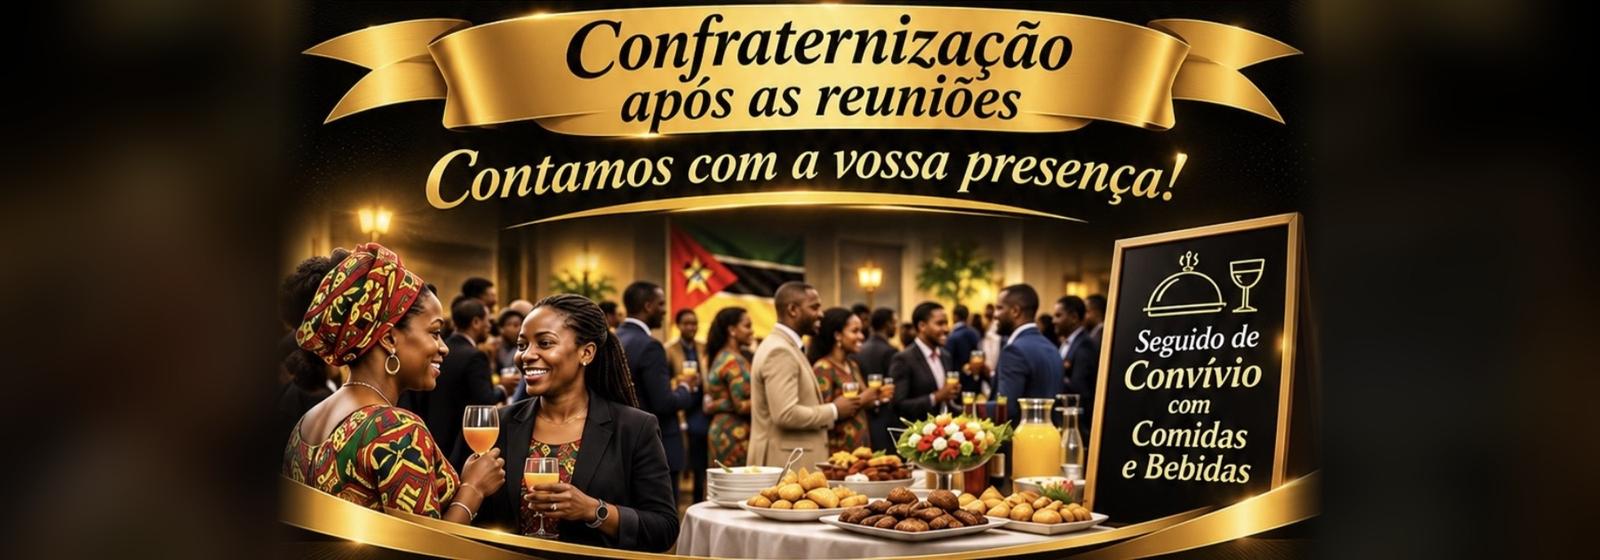 Confraternização
após as reuniões
Contamos com a vossa presença!
Seguido de
Convívio
com
Comidas
e Bebidas